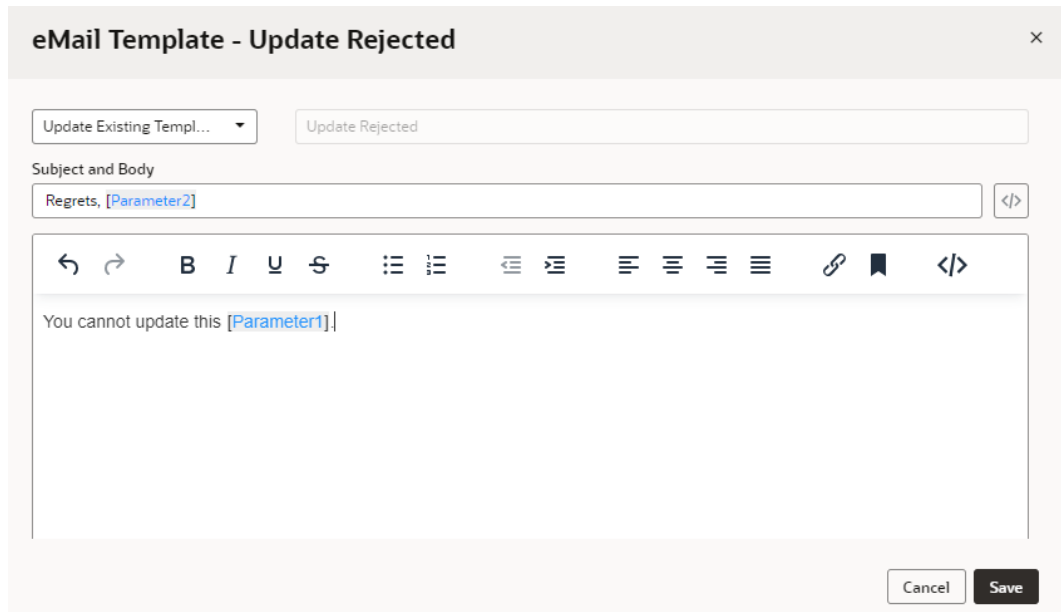 eMail Template - Update Rejected
Update Existing Templ...
Update Rejected
Subject and Body
Regrets, [Parameter2]
You cannot update this [Parameter1].
Cancel
Save